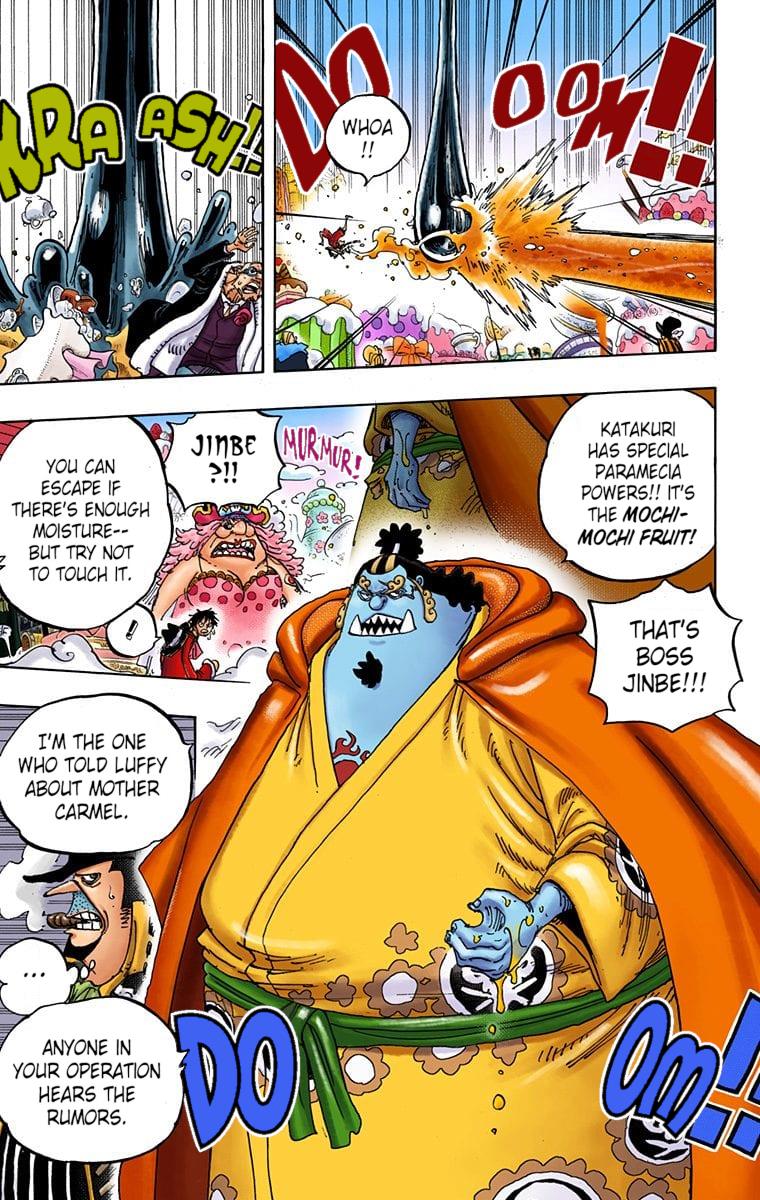 DO
OOM!!
WHOA
!!
KRA
ASH!!
KATAKURI
HAS SPECIAL
PARAMECIA
POWERS!! IT'S
THE MOCHI-
MOCHI FRUIT!
THAT'S
BOSS
JINBE!!!
MURMUR!
JINBE
?!!
YOU CAN
ESCAPE IF
THERE'S ENOUGH
MOISTURE--
BUT TRY NOT
TO TOUCH IT.
!
I'M THE ONE
WHO TOLD LUFFY
ABOUT MOTHER
CARMEL.
...
ANYONE IN
YOUR OPERATION
HEARS THE
RUMORS.
DO
OM!!